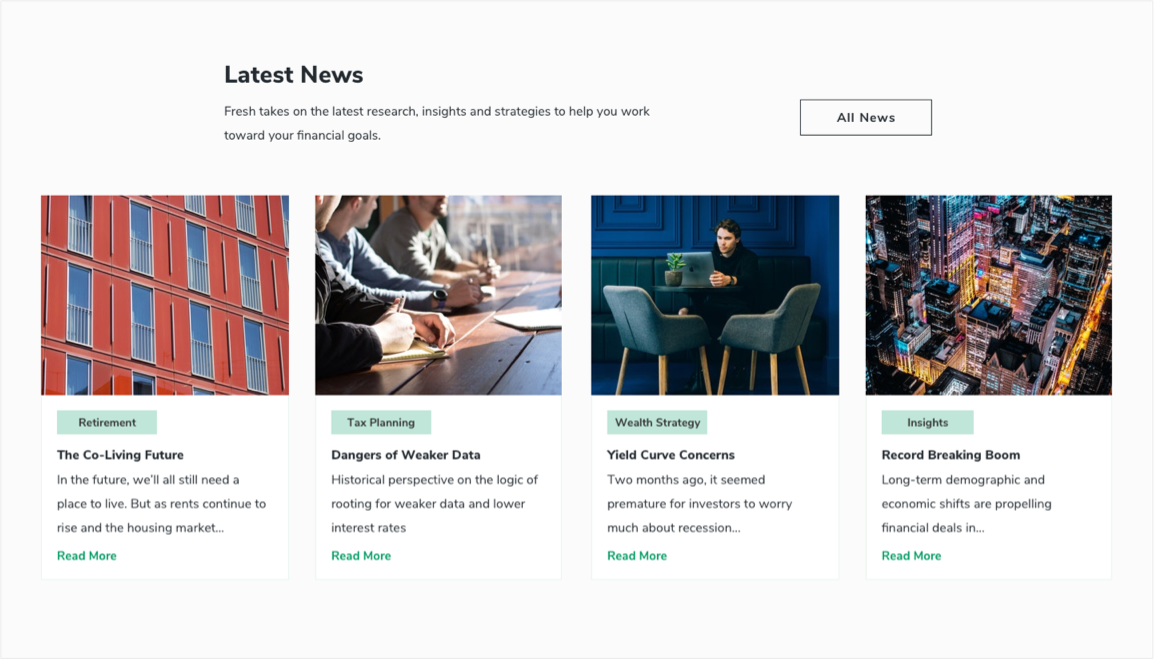 Latest News
Fresh takes on the latest research, insights and strategies to help you work
toward your financial goals.
All News
Retirement
The Co-Living Future
In the future, we'll all still need a
place to live. But as rents continue to
rise and the housing market...
Read More
Tax Planning
Dangers of Weaker Data
Historical perspective on the logic of
rooting for weaker data and lower
interest rates
Read More
Wealth Strategy
Yield Curve Concerns
Two months ago, it seemed
premature for investors to worry
much about recession...
Read More
Insights
Record Breaking Boom
Long-term demographic and
economic shifts are propelling
financial deals in...
Read More